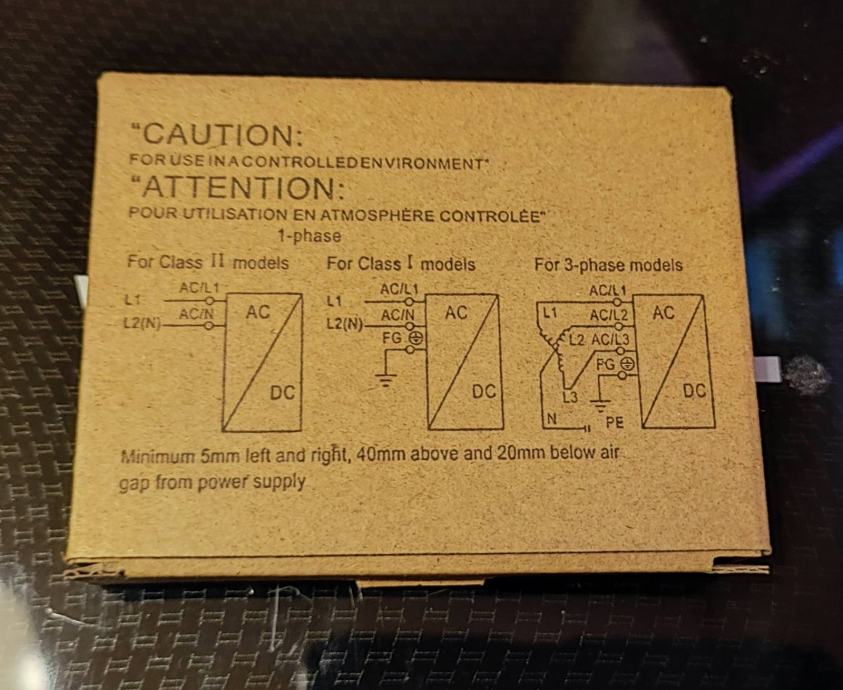 "CAUTION:
FOR USE IN A CONTROLLED ENVIRONMENT"
"ATTENTION:
POUR UTILISATION EN ATMOSPHÈRE CONTROLÉE"
1-phase
For Class II models
L1
AC/L1
L2(N)
AC/N
AC
DC
For Class I models
L1
AC/L1
L2(N)
AC/N
FG
AC
DC
For 3-phase models
AC/L1
L1
AC/L2
L2 AC/L3
FG
L3
N
PE
AC
DC
Minimum 5mm left and right, 40mm above and 20mm below air
gap from power supply